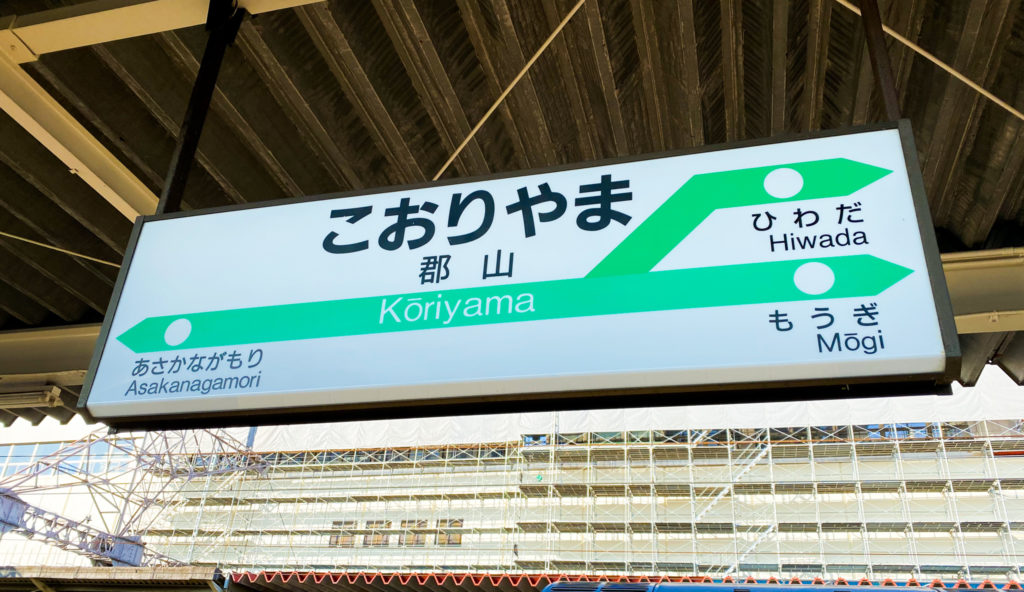 こおりやま
郡 山
Kōriyama
ひわだ
Hiwada
もうぎ
Mōgi
あさかながもり
Asakanagamori